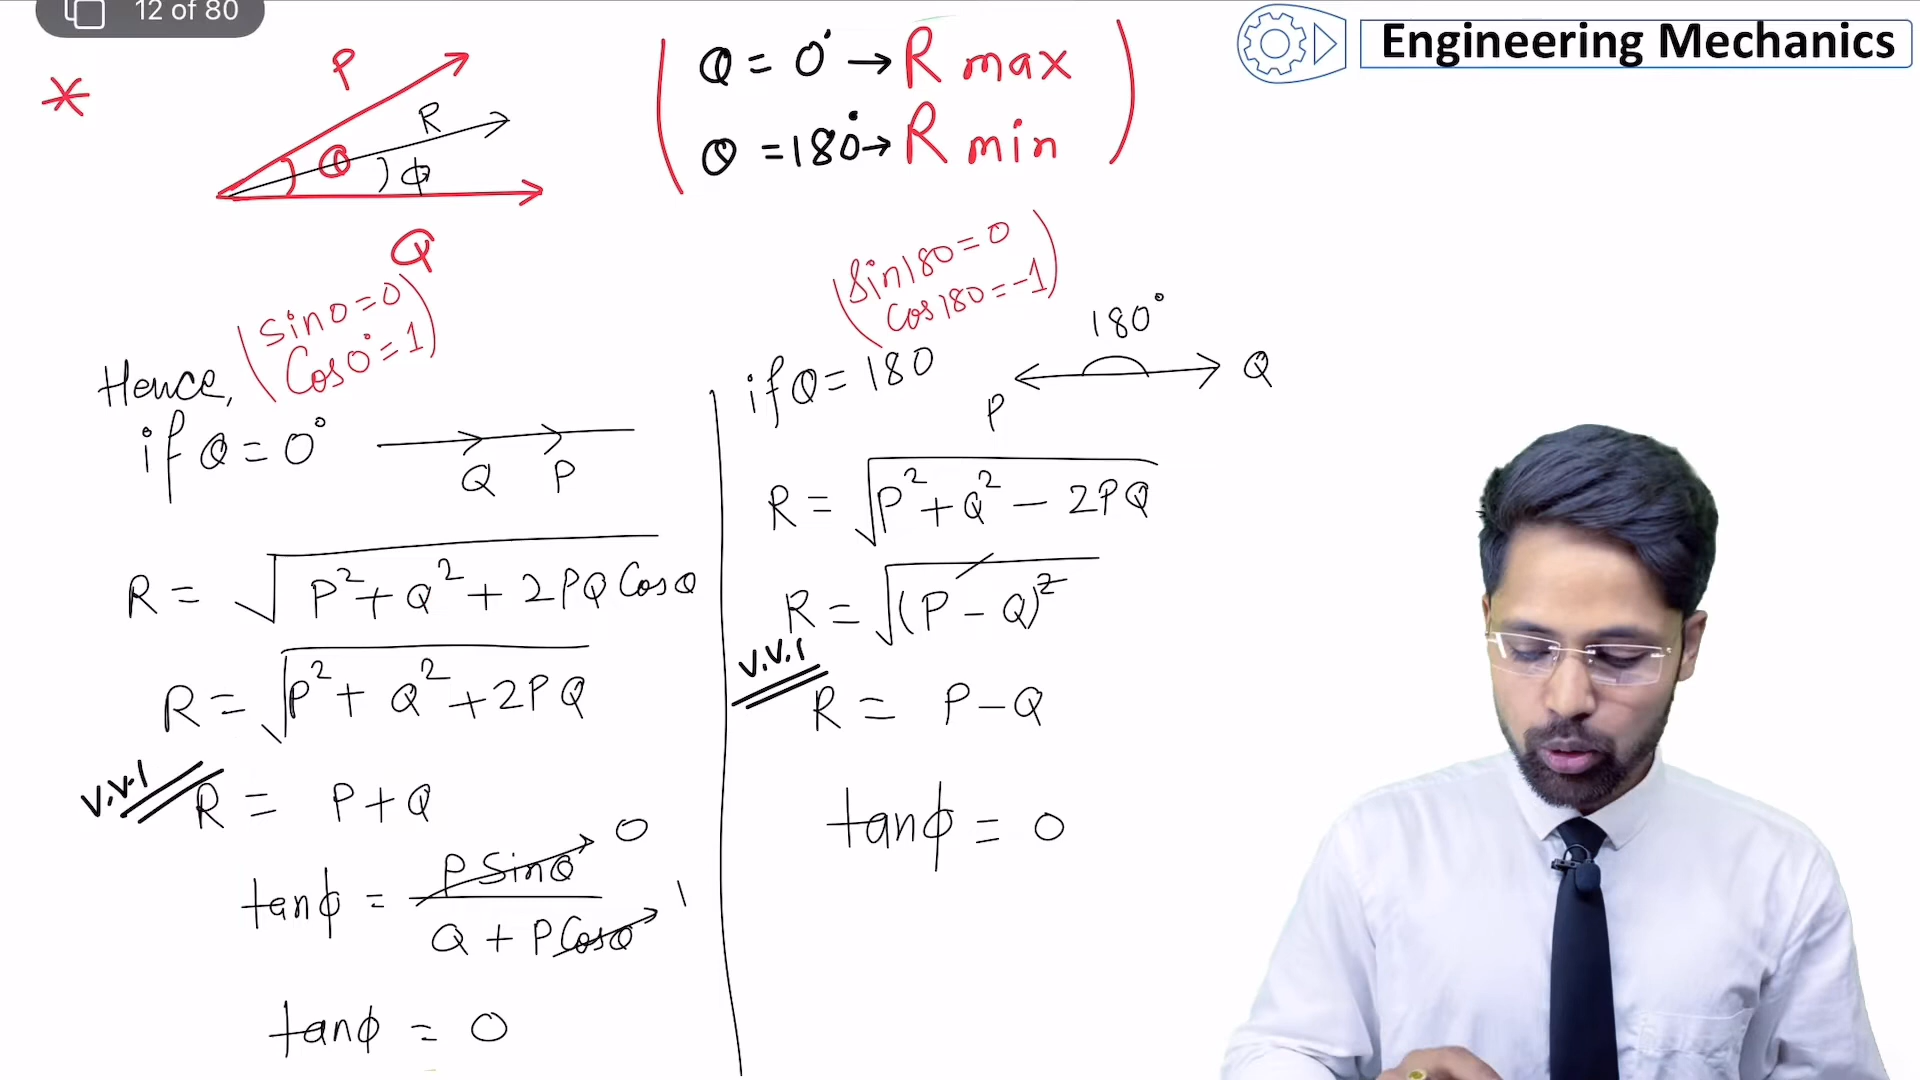 12 of 80
Engineering Mechanics
*
P
R
θ
ϕ
Q
θ = 0° → R max
θ = 180° → R min
(sin0 = 0
Cos0° = 1)
Hence,
if θ = 0°
Q P
R = √P² + Q² + 2PQ Cosθ
R = √P² + Q² + 2PQ
V.V.I
R = P + Q
tanϕ = P Sinθ → 0
Q + P Cosθ → 1
tanϕ = 0
(Sin180 = 0
Cos180 = -1)
if θ = 180
180°
P Q
R = √P² + Q² - 2PQ
R = √(P - Q)²
V.V.I
R = P - Q
tanϕ = 0